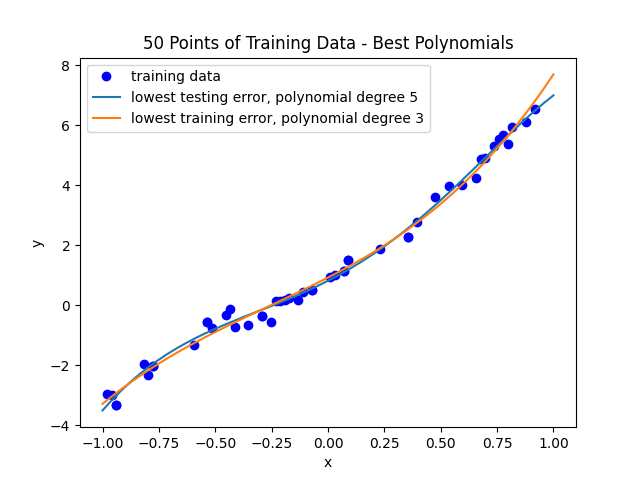 50 Points of Training Data - Best Polynomials
training data
lowest testing error, polynomial degree 5
lowest training error, polynomial degree 3
8
6
4
2
0
−2
−4
y
−1.00 −0.75 −0.50 −0.25 0.00 0.25 0.50 0.75 1.00
x